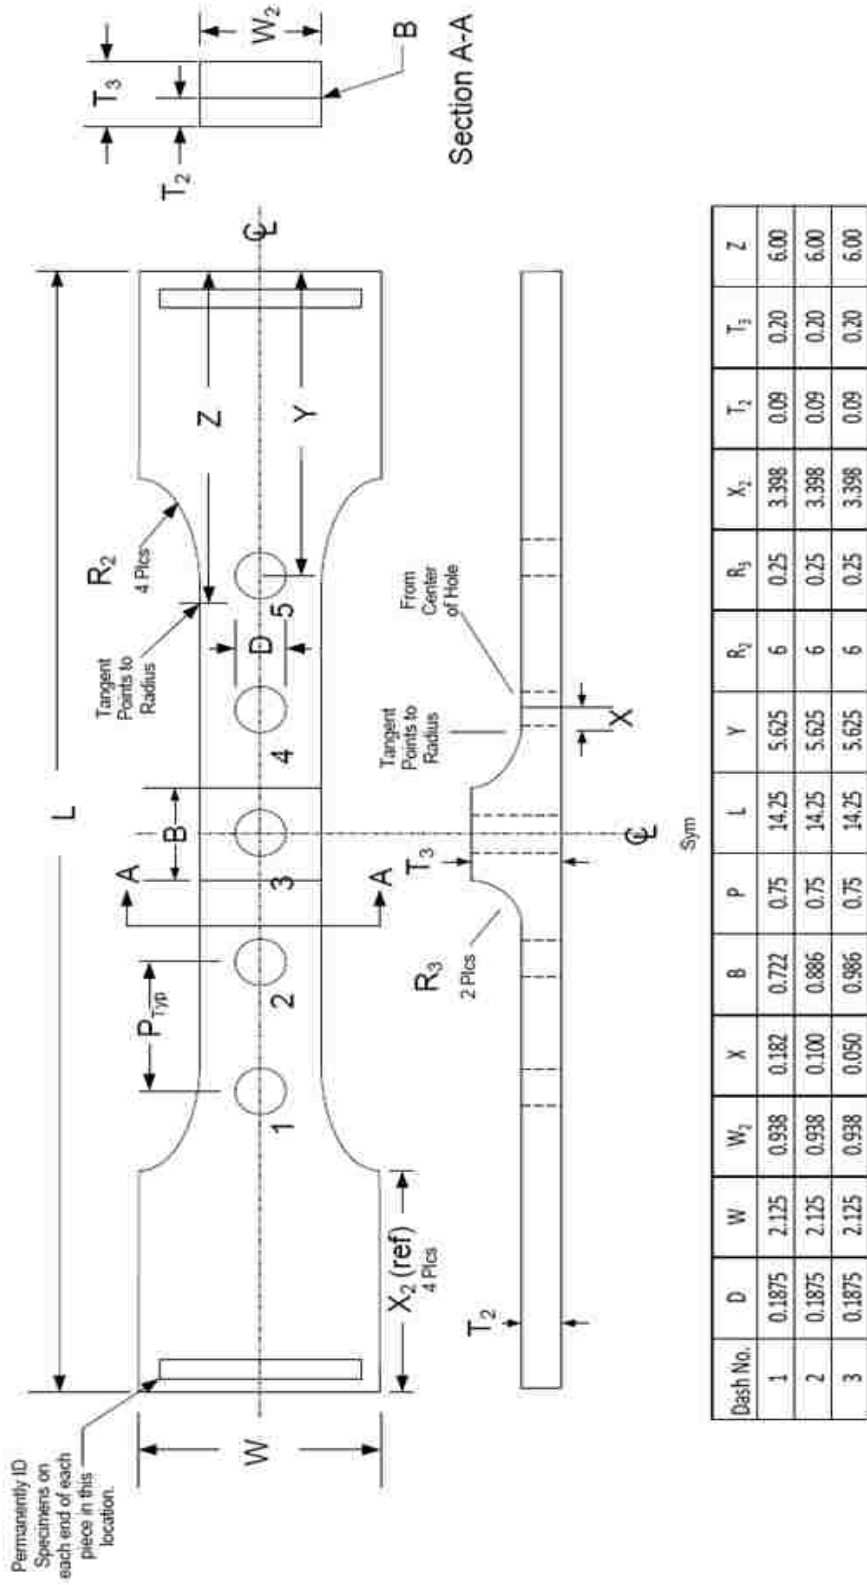 Permanently ID
Specimens on
each end of each
piece in this
location.
L
W
X₂ (ref)
4 Plcs
P Typ
A
A
B
D
1
2
3
4
5
Tangent
Points to
Radius
R₂
4 Plcs
Z
Y
℄
T₃
T₂
W₂
B
Section A-A
T₂
R₃
2 Plcs
T₃
Tangent
Points to
Radius
From
Center
of Hole
X
℄
Sym
Dash No. D W W₂ X B P L Y R₂ R₃ X₂ T₂ T₃ Z
1 0.1875 2.125 0.938 0.182 0.722 0.75 14.25 5.625 6 0.25 3.398 0.09 0.20 6.00
2 0.1875 2.125 0.938 0.100 0.886 0.75 14.25 5.625 6 0.25 3.398 0.09 0.20 6.00
3 0.1875 2.125 0.938 0.050 0.986 0.75 14.25 5.625 6 0.25 3.398 0.09 0.20 6.00